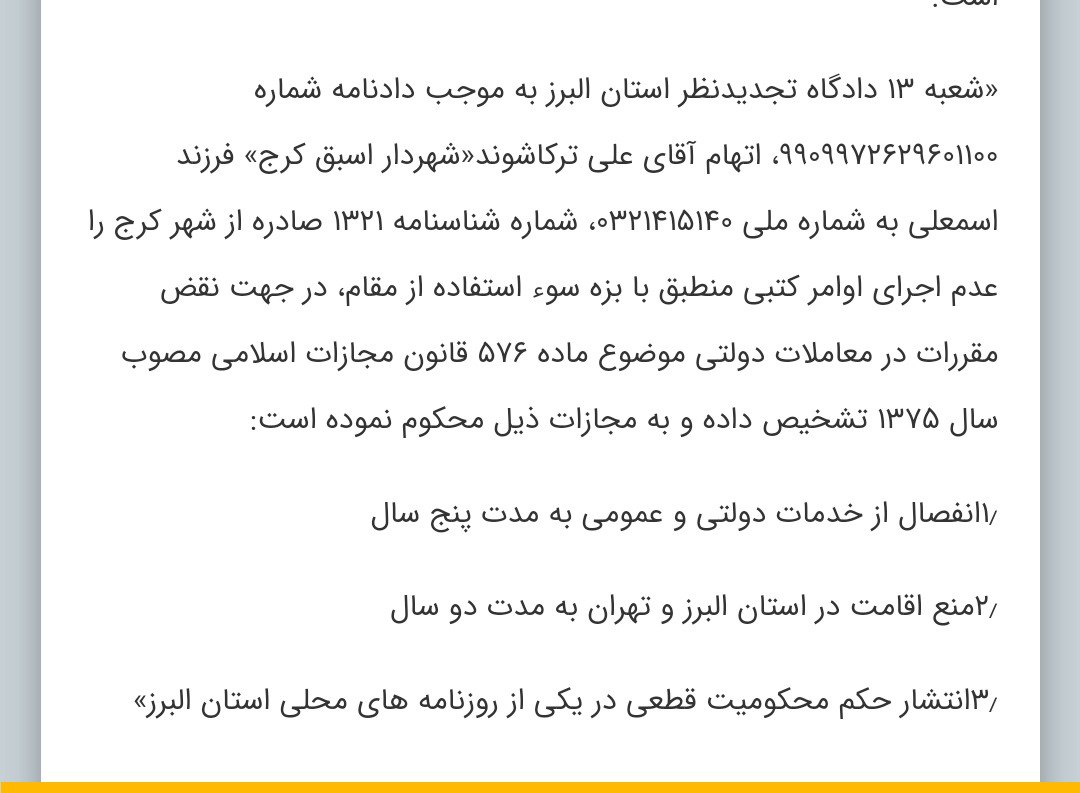 است:
«شعبه ۱۳ دادگاه تجدیدنظر استان البرز به موجب دادنامه شماره
۹۹۰۹۹۷۲۶۲۹۶۰۱۱۰۰، اتهام آقای علی ترکاشوند«شهردار اسبق کرج» فرزند
اسمعلی به شماره ملی ۰۳۲۱۴۱۵۱۴۰، شماره شناسنامه ۱۳۲۱ صادره از شهر کرج را
عدم اجرای اوامر کتبی منطبق با بزه سوء استفاده از مقام، در جهت نقض
مقررات در معاملات دولتی موضوع ماده ۵۷۶ قانون مجازات اسلامی مصوب
سال ۱۳۷۵ تشخیص داده و به مجازات ذیل محکوم نموده است:
۱/انفصال از خدمات دولتی و عمومی به مدت پنج سال
۲/منع اقامت در استان البرز و تهران به مدت دو سال
۳/انتشار حکم محکومیت قطعی در یکی از روزنامه های محلی استان البرز»